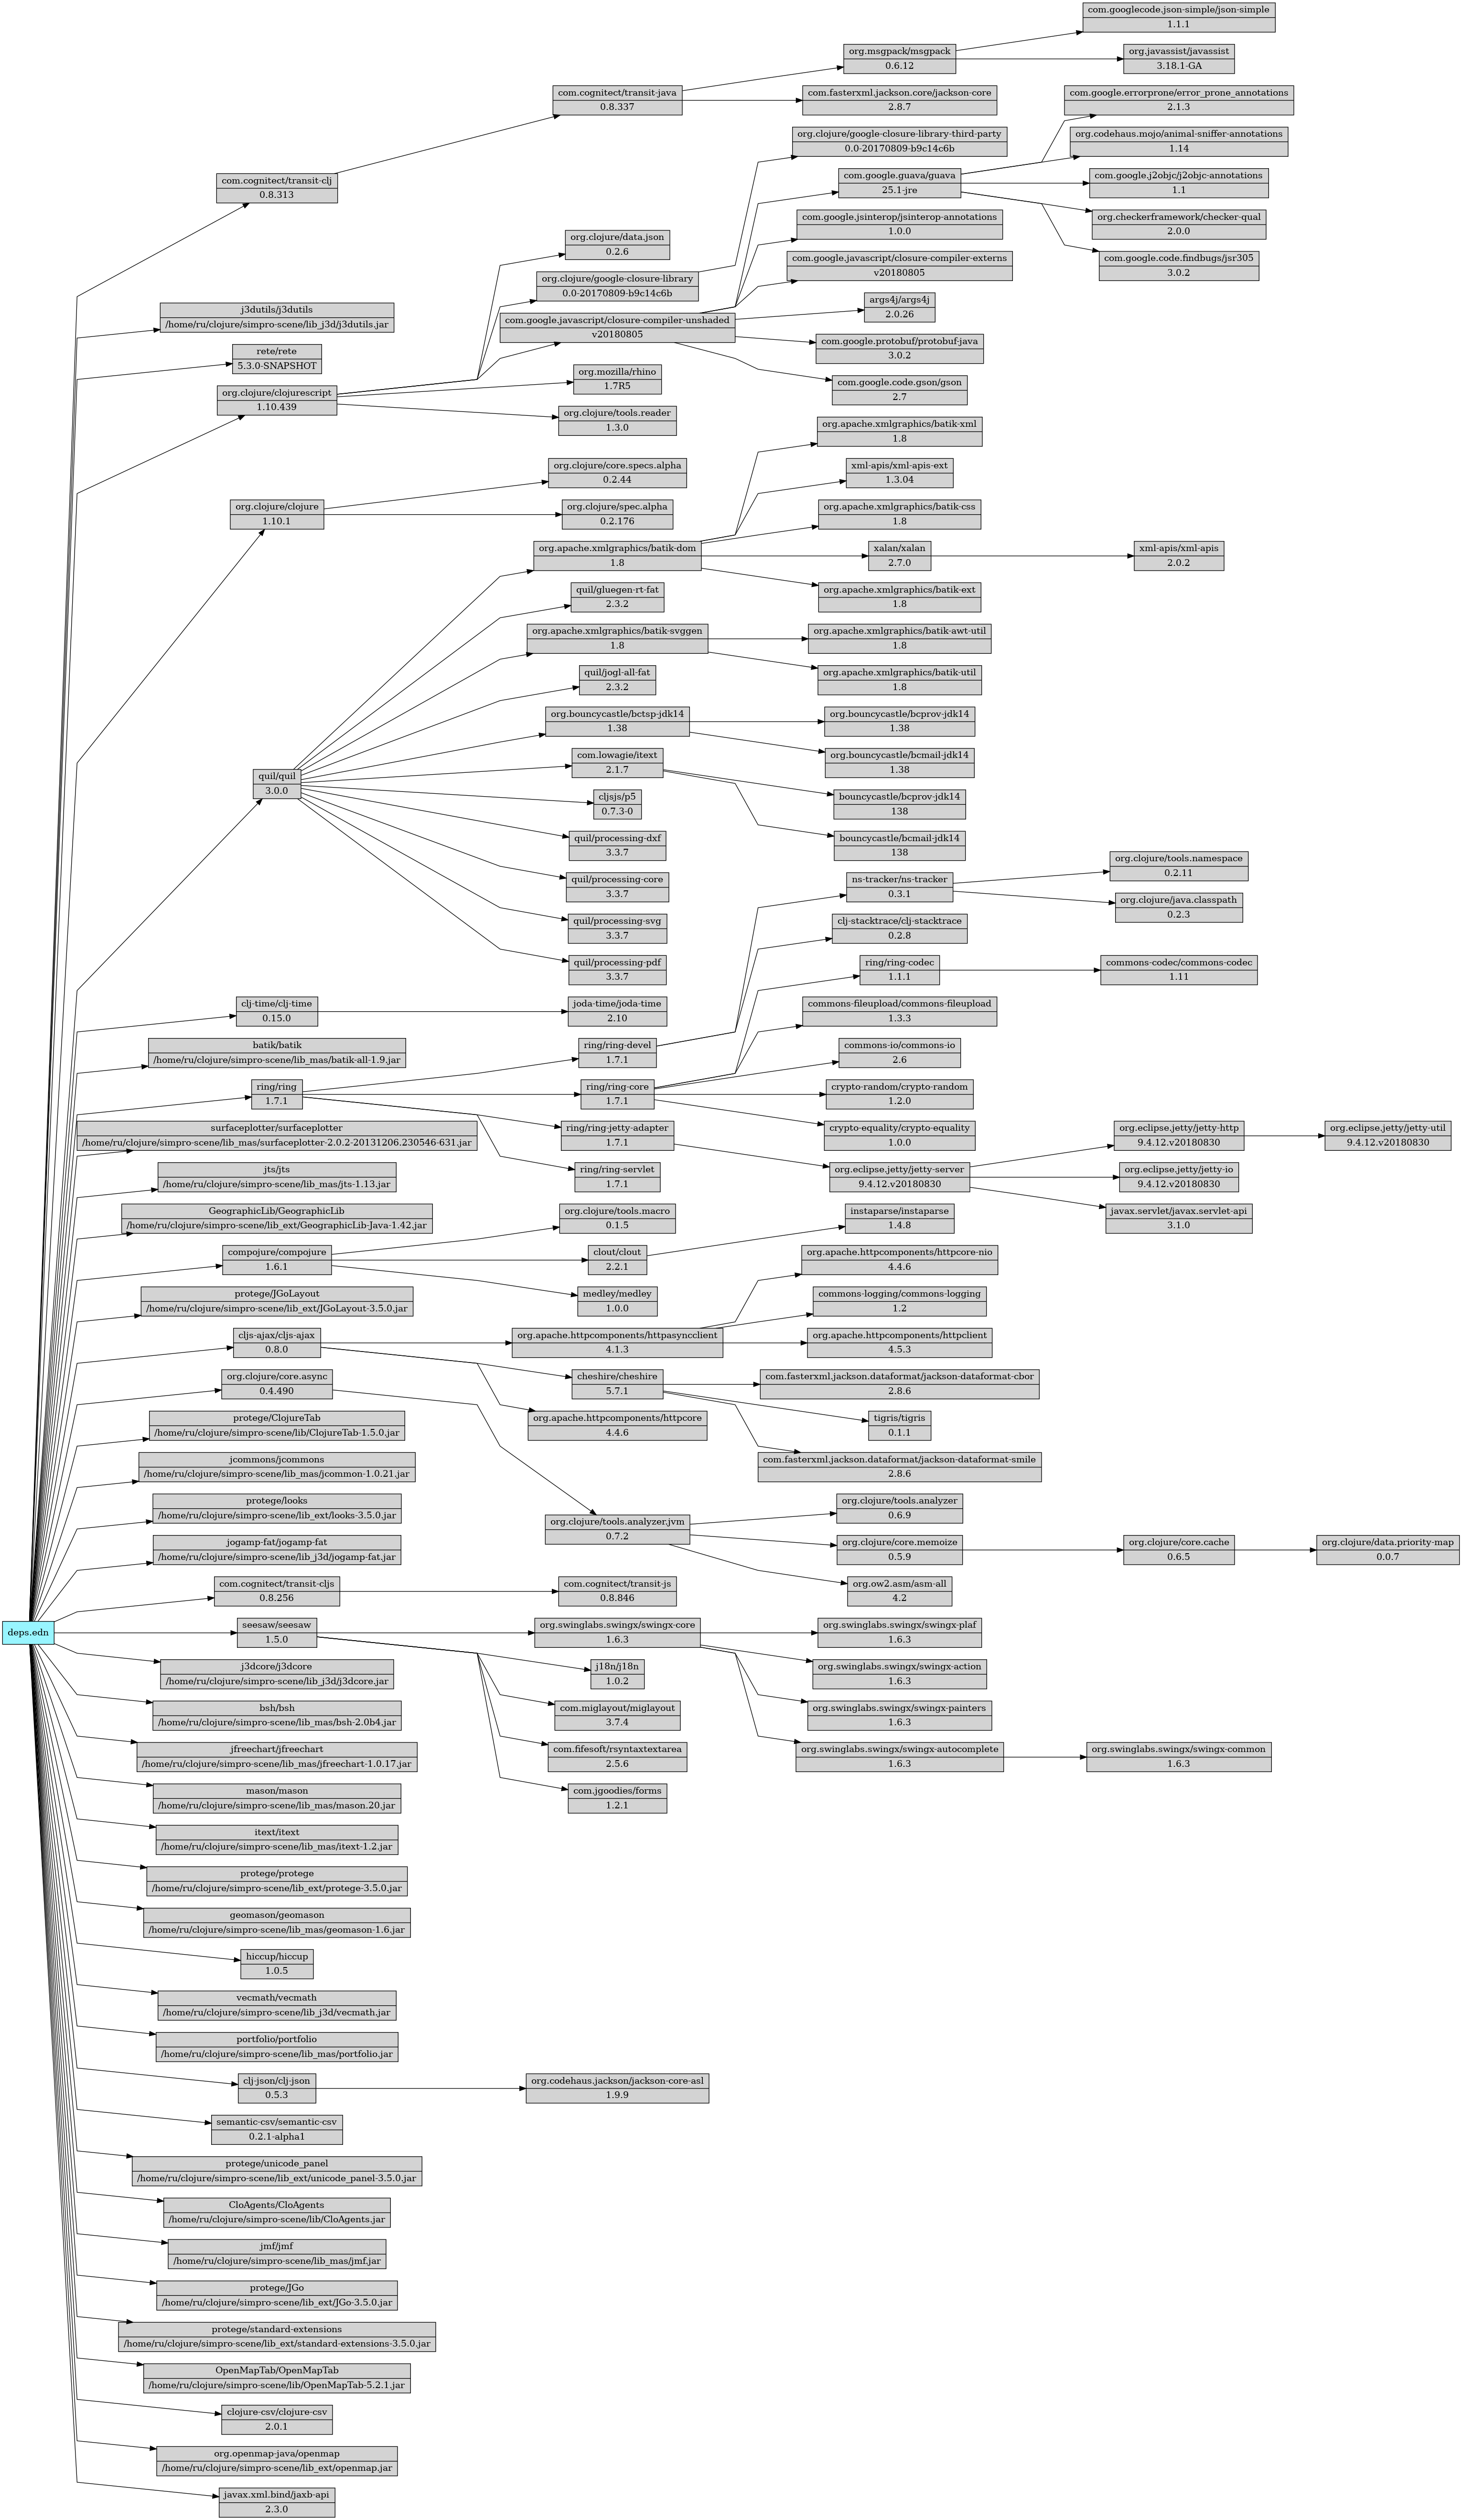 com.googlecode.json-simple/json-simple
1.1.1
org.msgpack/msgpack
0.6.12
org.javassist/javassist
3.18.1-GA
com.cognitect/transit-java
0.8.337
com.fasterxml.jackson.core/jackson-core
2.8.7
com.google.errorprone/error_prone_annotations
2.1.3
org.clojure/google-closure-library-third-party
0.0-20170809-b9c14c6b
org.codehaus.mojo/animal-sniffer-annotations
1.14
com.cognitect/transit-clj
0.8.313
com.google.guava/guava
25.1-jre
com.google.j2objc/j2objc-annotations
1.1
com.google.jsinterop/jsinterop-annotations
1.0.0
org.checkerframework/checker-qual
2.0.0
org.clojure/data.json
0.2.6
com.google.javascript/closure-compiler-externs
v20180805
com.google.code.findbugs/jsr305
3.0.2
org.clojure/google-closure-library
0.0-20170809-b9c14c6b
j3dutils/j3dutils
/home/ru/clojure/simpro-scene/lib_j3d/j3dutils.jar
com.google.javascript/closure-compiler-unshaded
v20180805
args4j/args4j
2.0.26
rete/rete
5.3.0-SNAPSHOT
com.google.protobuf/protobuf-java
3.0.2
org.clojure/clojurescript
1.10.439
org.mozilla/rhino
1.7R5
com.google.code.gson/gson
2.7
org.clojure/tools.reader
1.3.0
org.apache.xmlgraphics/batik-xml
1.8
org.clojure/core.specs.alpha
0.2.44
xml-apis/xml-apis-ext
1.3.04
org.clojure/clojure
1.10.1
org.clojure/spec.alpha
0.2.176
org.apache.xmlgraphics/batik-css
1.8
org.apache.xmlgraphics/batik-dom
1.8
xalan/xalan
2.7.0
xml-apis/xml-apis
2.0.2
quil/gluegen-rt-fat
2.3.2
org.apache.xmlgraphics/batik-ext
1.8
org.apache.xmlgraphics/batik-svggen
1.8
org.apache.xmlgraphics/batik-awt-util
1.8
quil/jogl-all-fat
2.3.2
org.apache.xmlgraphics/batik-util
1.8
org.bouncycastle/bctsp-jdk14
1.38
org.bouncycastle/bcprov-jdk14
1.38
quil/quil
3.0.0
com.lowagie/itext
2.1.7
org.bouncycastle/bcmail-jdk14
1.38
cljsjs/p5
0.7.3-0
bouncycastle/bcprov-jdk14
138
quil/processing-dxf
3.3.7
bouncycastle/bcmail-jdk14
138
quil/processing-core
3.3.7
ns-tracker/ns-tracker
0.3.1
org.clojure/tools.namespace
0.2.11
quil/processing-svg
3.3.7
clj-stacktrace/clj-stacktrace
0.2.8
org.clojure/java.classpath
0.2.3
quil/processing-pdf
3.3.7
ring/ring-codec
1.1.1
commons-codec/commons-codec
1.11
clj-time/clj-time
0.15.0
joda-time/joda-time
2.10
commons-fileupload/commons-fileupload
1.3.3
batik/batik
/home/ru/clojure/simpro-scene/lib_mas/batik-all-1.9.jar
ring/ring-devel
1.7.1
commons-io/commons-io
2.6
ring/ring
1.7.1
ring/ring-core
1.7.1
crypto-random/crypto-random
1.2.0
surfaceplotter/surfaceplotter
/home/ru/clojure/simpro-scene/lib_mas/surfaceplotter-2.0.2-20131206.230546-631.jar
ring/ring-jetty-adapter
1.7.1
crypto-equality/crypto-equality
1.0.0
org.eclipse.jetty/jetty-http
9.4.12.v20180830
org.eclipse.jetty/jetty-util
9.4.12.v20180830
jts/jts
/home/ru/clojure/simpro-scene/lib_mas/jts-1.13.jar
ring/ring-servlet
1.7.1
org.eclipse.jetty/jetty-server
9.4.12.v20180830
org.eclipse.jetty/jetty-io
9.4.12.v20180830
GeographicLib/GeographicLib
/home/ru/clojure/simpro-scene/lib_ext/GeographicLib-Java-1.42.jar
org.clojure/tools.macro
0.1.5
instaparse/instaparse
1.4.8
javax.servlet/javax.servlet-api
3.1.0
compojure/compojure
1.6.1
clout/clout
2.2.1
org.apache.httpcomponents/httpcore-nio
4.4.6
protege/JGoLayout
/home/ru/clojure/simpro-scene/lib_ext/JGoLayout-3.5.0.jar
medley/medley
1.0.0
commons-logging/commons-logging
1.2
cljs-ajax/cljs-ajax
0.8.0
org.apache.httpcomponents/httpasyncclient
4.1.3
org.apache.httpcomponents/httpclient
4.5.3
org.clojure/core.async
0.4.490
cheshire/cheshire
5.7.1
com.fasterxml.jackson.dataformat/jackson-dataformat-cbor
2.8.6
protege/ClojureTab
/home/ru/clojure/simpro-scene/lib/ClojureTab-1.5.0.jar
org.apache.httpcomponents/httpcore
4.4.6
tigris/tigris
0.1.1
jcommons/jcommons
/home/ru/clojure/simpro-scene/lib_mas/jcommon-1.0.21.jar
com.fasterxml.jackson.dataformat/jackson-dataformat-smile
2.8.6
protege/looks
/home/ru/clojure/simpro-scene/lib_ext/looks-3.5.0.jar
org.clojure/tools.analyzer.jvm
0.7.2
org.clojure/tools.analyzer
0.6.9
jogamp-fat/jogamp-fat
/home/ru/clojure/simpro-scene/lib_j3d/jogamp-fat.jar
org.clojure/core.memoize
0.5.9
org.clojure/core.cache
0.6.5
org.clojure/data.priority-map
0.0.7
com.cognitect/transit-cljs
0.8.256
com.cognitect/transit-js
0.8.846
org.ow2.asm/asm-all
4.2
deps.edn
seesaw/seesaw
1.5.0
org.swinglabs.swingx/swingx-core
1.6.3
org.swinglabs.swingx/swingx-plaf
1.6.3
j3dcore/j3dcore
/home/ru/clojure/simpro-scene/lib_j3d/j3dcore.jar
j18n/j18n
1.0.2
org.swinglabs.swingx/swingx-action
1.6.3
bsh/bsh
/home/ru/clojure/simpro-scene/lib_mas/bsh-2.0b4.jar
com.miglayout/miglayout
3.7.4
org.swinglabs.swingx/swingx-painters
1.6.3
jfreechart/jfreechart
/home/ru/clojure/simpro-scene/lib_mas/jfreechart-1.0.17.jar
com.fifesoft/rsyntaxtextarea
2.5.6
org.swinglabs.swingx/swingx-autocomplete
1.6.3
org.swinglabs.swingx/swingx-common
1.6.3
mason/mason
/home/ru/clojure/simpro-scene/lib_mas/mason.20.jar
com.jgoodies/forms
1.2.1
itext/itext
/home/ru/clojure/simpro-scene/lib_mas/itext-1.2.jar
protege/protege
/home/ru/clojure/simpro-scene/lib_ext/protege-3.5.0.jar
geomason/geomason
/home/ru/clojure/simpro-scene/lib_mas/geomason-1.6.jar
hiccup/hiccup
1.0.5
vecmath/vecmath
/home/ru/clojure/simpro-scene/lib_j3d/vecmath.jar
portfolio/portfolio
/home/ru/clojure/simpro-scene/lib_mas/portfolio.jar
clj-json/clj-json
0.5.3
org.codehaus.jackson/jackson-core-asl
1.9.9
semantic-csv/semantic-csv
0.2.1-alpha1
protege/unicode_panel
/home/ru/clojure/simpro-scene/lib_ext/unicode_panel-3.5.0.jar
CloAgents/CloAgents
/home/ru/clojure/simpro-scene/lib/CloAgents.jar
jmf/jmf
/home/ru/clojure/simpro-scene/lib_mas/jmf.jar
protege/JGo
/home/ru/clojure/simpro-scene/lib_ext/JGo-3.5.0.jar
protege/standard-extensions
/home/ru/clojure/simpro-scene/lib_ext/standard-extensions-3.5.0.jar
OpenMapTab/OpenMapTab
/home/ru/clojure/simpro-scene/lib/OpenMapTab-5.2.1.jar
clojure-csv/clojure-csv
2.0.1
org.openmap-java/openmap
/home/ru/clojure/simpro-scene/lib_ext/openmap.jar
javax.xml.bind/jaxb-api
2.3.0